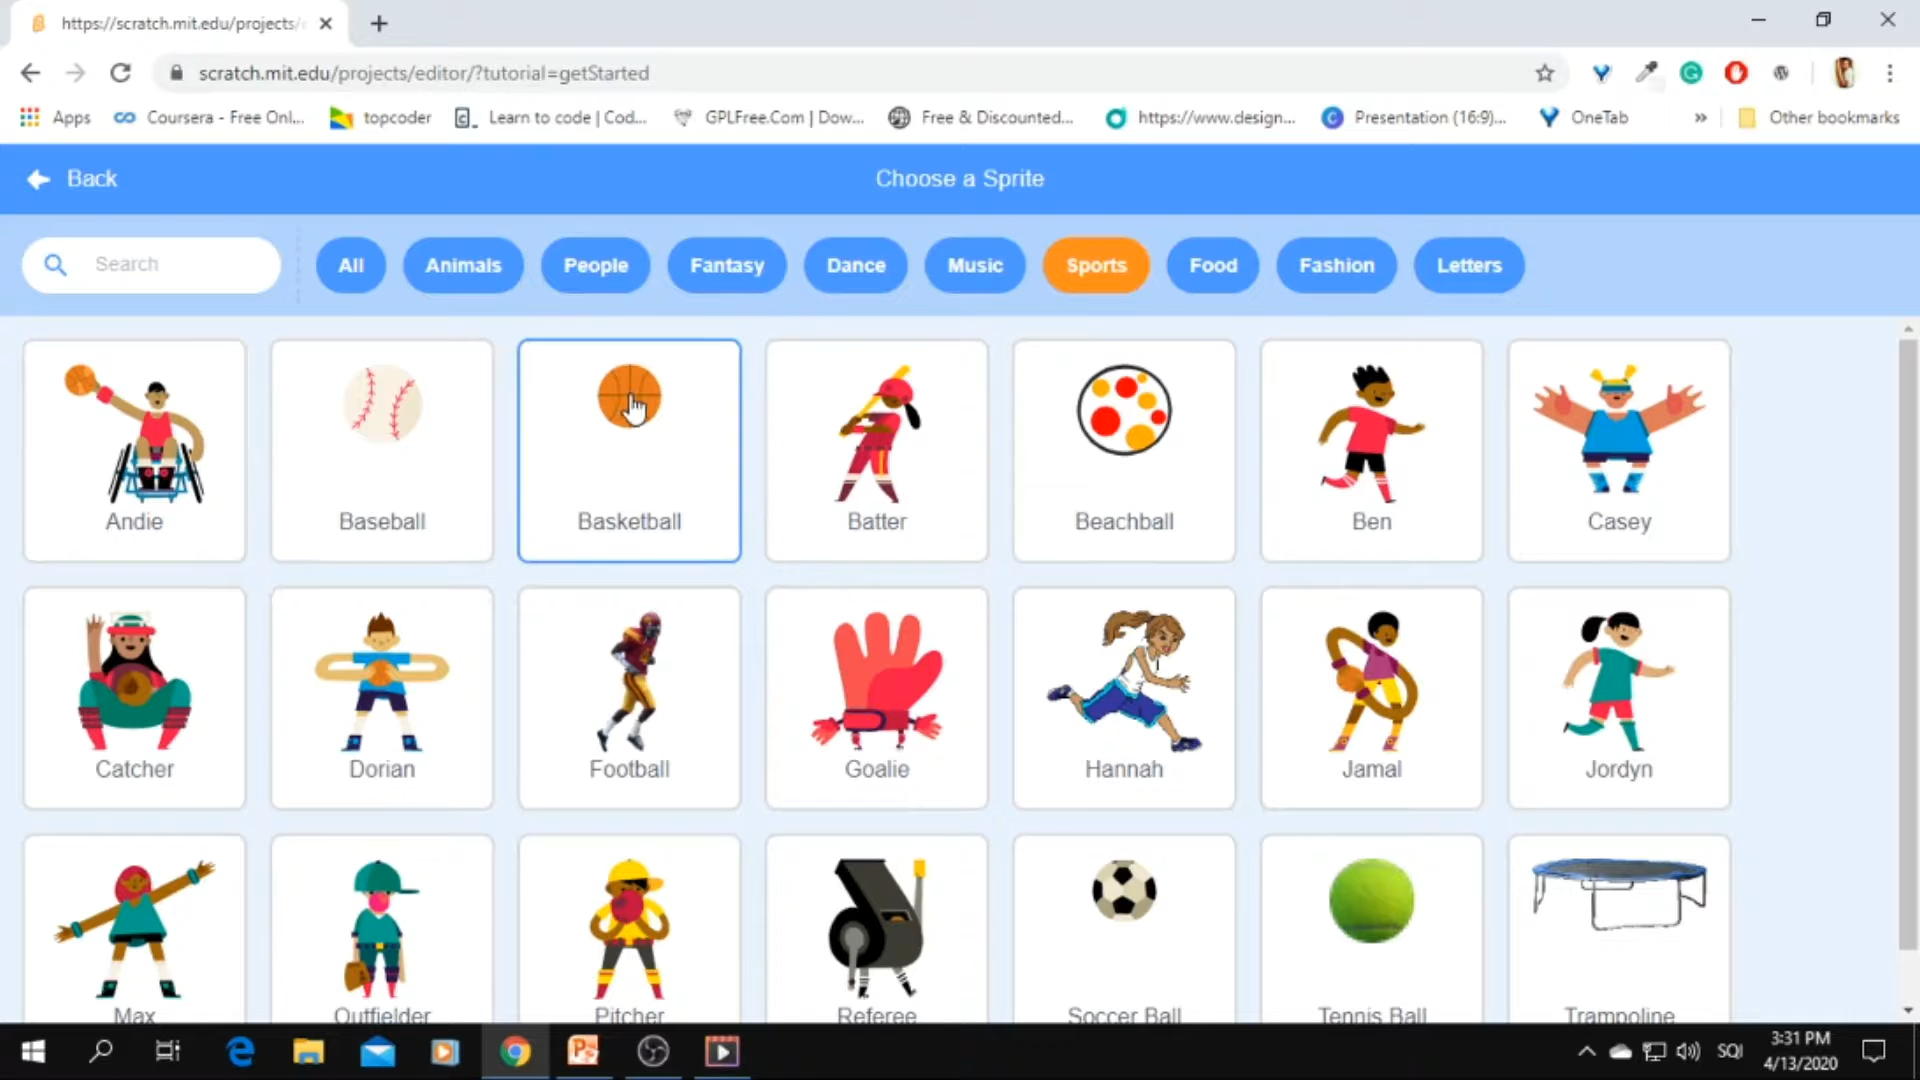 https://scratch.mit.edu/projects/
scratch.mit.edu/projects/editor/?tutorial=getStarted
Apps Coursera - Free Onl... topcoder Learn to code | Cod... GPLFree.Com | Dow... Free & Discounted... https://www.design... Presentation (16:9)... OneTab » Other bookmarks
Back Choose a Sprite
Search All Animals People Fantasy Dance Music Sports Food Fashion Letters
Andie Baseball Basketball Batter Beachball Ben Casey
Catcher Dorian Football Goalie Hannah Jamal Jordyn
Max Outfielder Pitcher Referee Soccer Ball Tennis Ball Trampoline
SQI 3:31 PM
4/13/2020